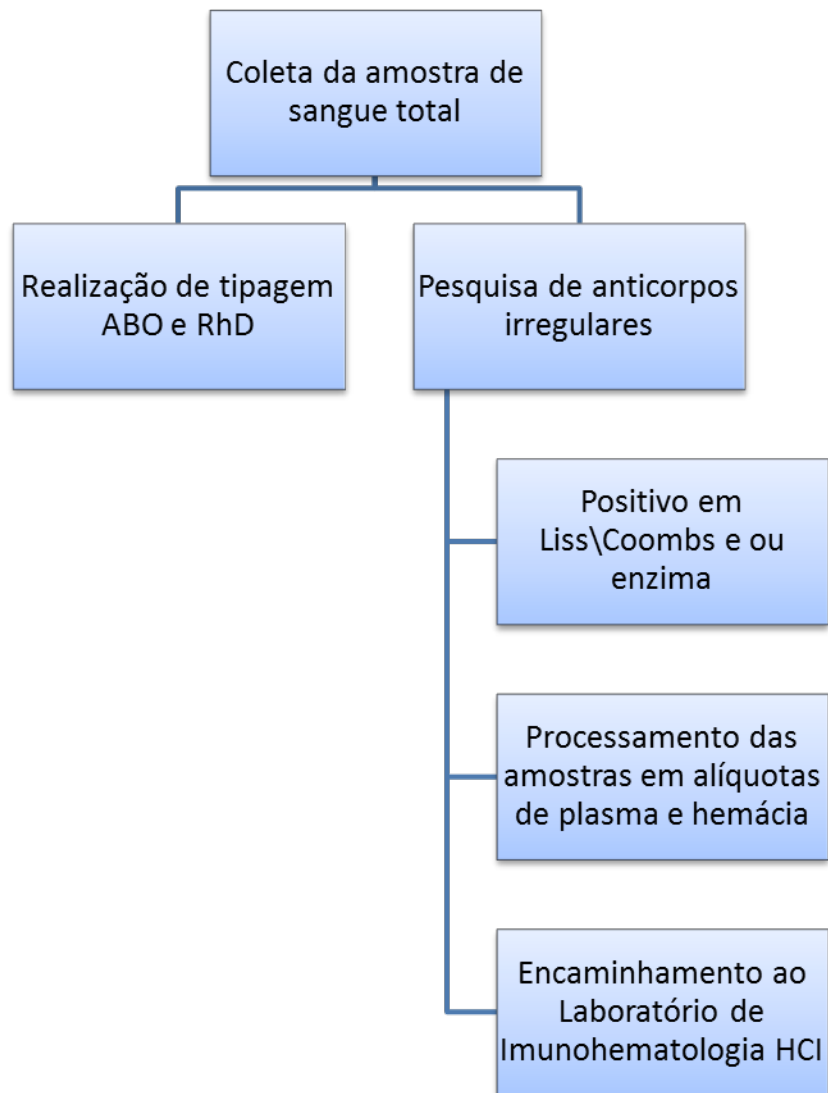 Coleta da amostra de
sangue total
Realização de tipagem
ABO e RhD
Pesquisa de anticorpos
irregulares
Positivo em
Liss\Coombs e ou
enzima
Processamento das
amostras em alíquotas
de plasma e hemácia
Encaminhamento ao
Laboratório de
Imunohematologia HCI